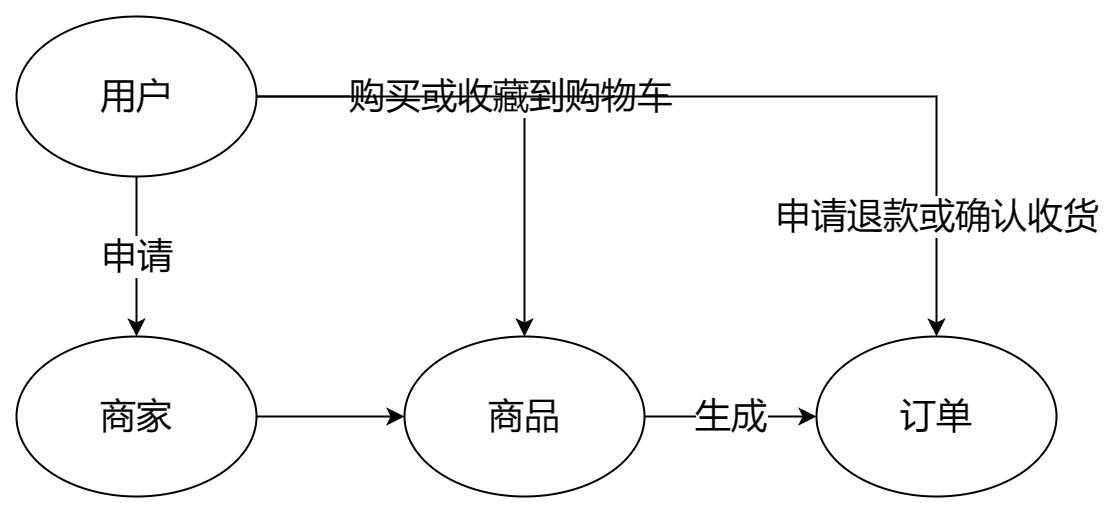 用户
购买或收藏到购物车
申请退款或确认收货
申请
商家
商品
生成
订单